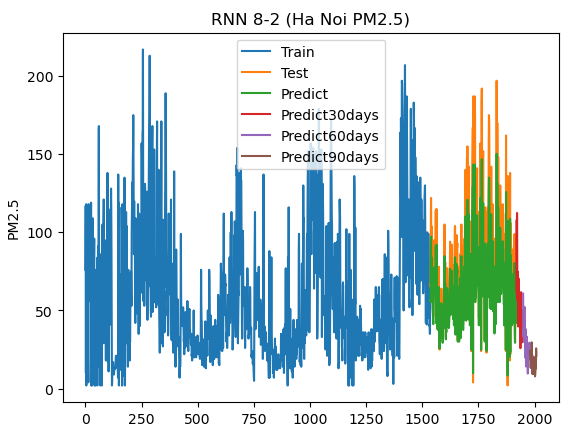 RNN 8-2 (Ha Noi PM2.5)
Train
Test
Predict
Predict30days
Predict60days
Predict90days
PM2.5
200
150
100
50
0
0 250 500 750 1000 1250 1500 1750 2000